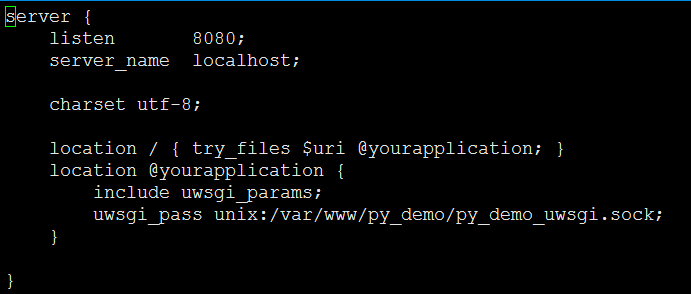 server {
    listen       8080;
    server_name  localhost;

    charset utf-8;

    location / { try_files $uri @yourapplication; }
    location @yourapplication {
        include uwsgi_params;
        uwsgi_pass unix:/var/www/py_demo/py_demo_uwsgi.sock;
    }

}